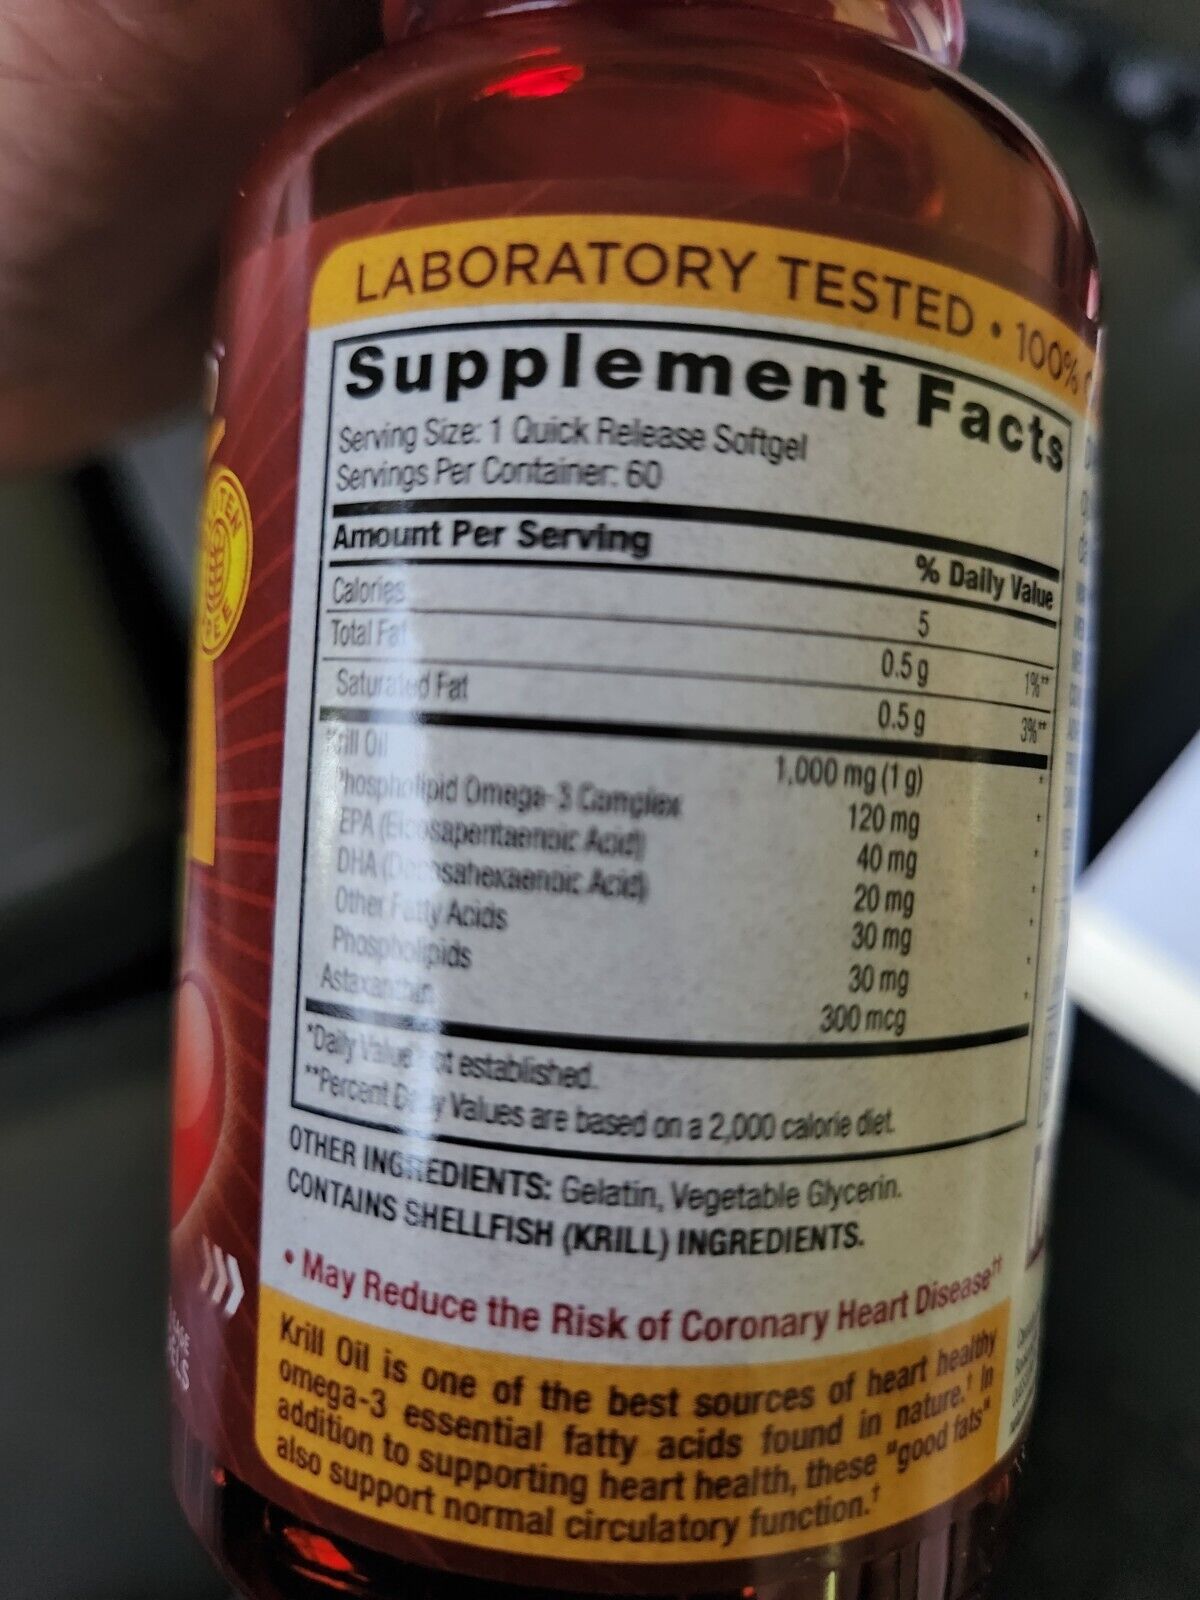 LABORATORY TESTED • 100%
Supplement Facts
Serving Size: 1 Quick Release Softgel
Servings Per Container: 60
Amount Per Serving
% Daily Value
Calories 5
Total Fat 0.5 g 1%**
Saturated Fat 0.5 g 3%**
Krill Oil 1,000 mg (1 g) *
Phospholipid Omega-3 Complex 120 mg *
EPA (Eicosapentaenoic Acid) 40 mg *
DHA (Docosahexaenoic Acid) 20 mg *
Other Fatty Acids 30 mg *
Phospholipids 30 mg *
Astaxanthin 300 mcg *
*Daily Value not established.
**Percent Daily Values are based on a 2,000 calorie diet.
OTHER INGREDIENTS: Gelatin, Vegetable Glycerin.
CONTAINS SHELLFISH (KRILL) INGREDIENTS.
• May Reduce the Risk of Coronary Heart Disease††
Krill Oil is one of the best sources of heart healthy
omega-3 essential fatty acids found in nature.† In
addition to supporting heart health, these "good fats"
also support normal circulatory function.†